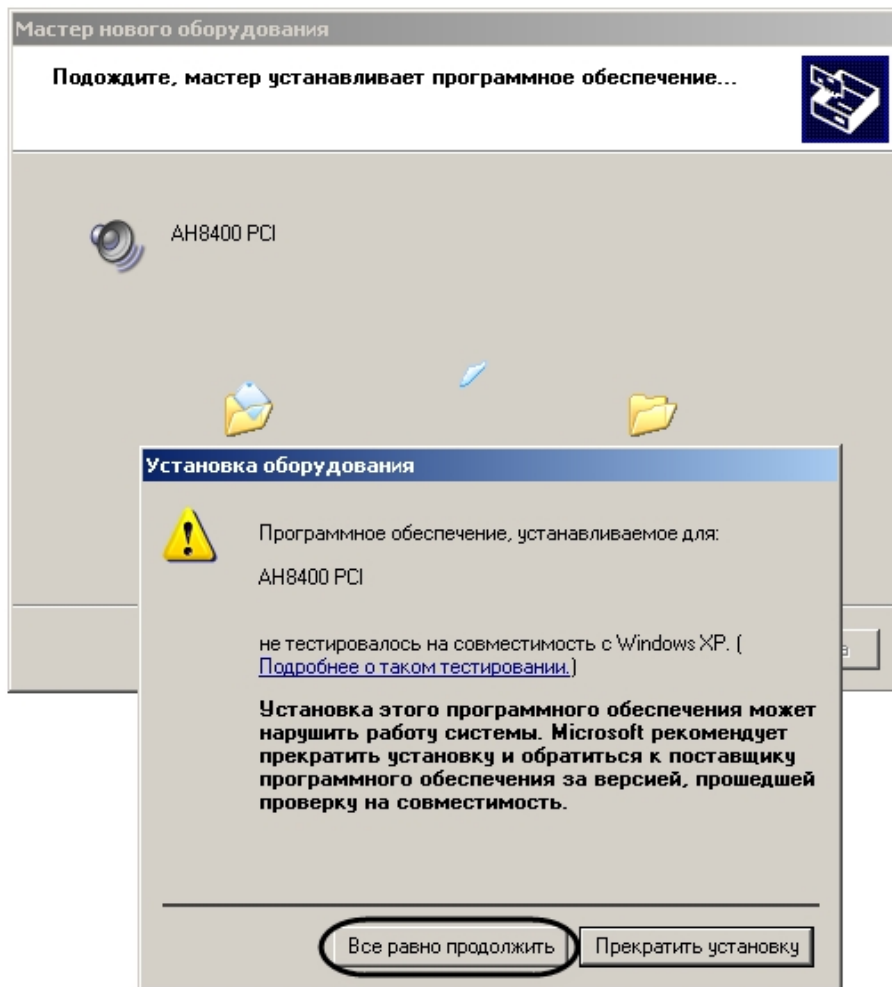 Мастер нового оборудования
Подождите, мастер устанавливает программное обеспечение...
AH8400 PCI
Установка оборудования
Программное обеспечение, устанавливаемое для:
AH8400 PCI
не тестировалось на совместимость с Windows XP. (
Подробнее о таком тестировании.)
Установка этого программного обеспечения может
нарушить работу системы. Microsoft рекомендует
прекратить установку и обратиться к поставщику
программного обеспечения за версией, прошедшей
проверку на совместимость.
Все равно продолжить
Прекратить установку